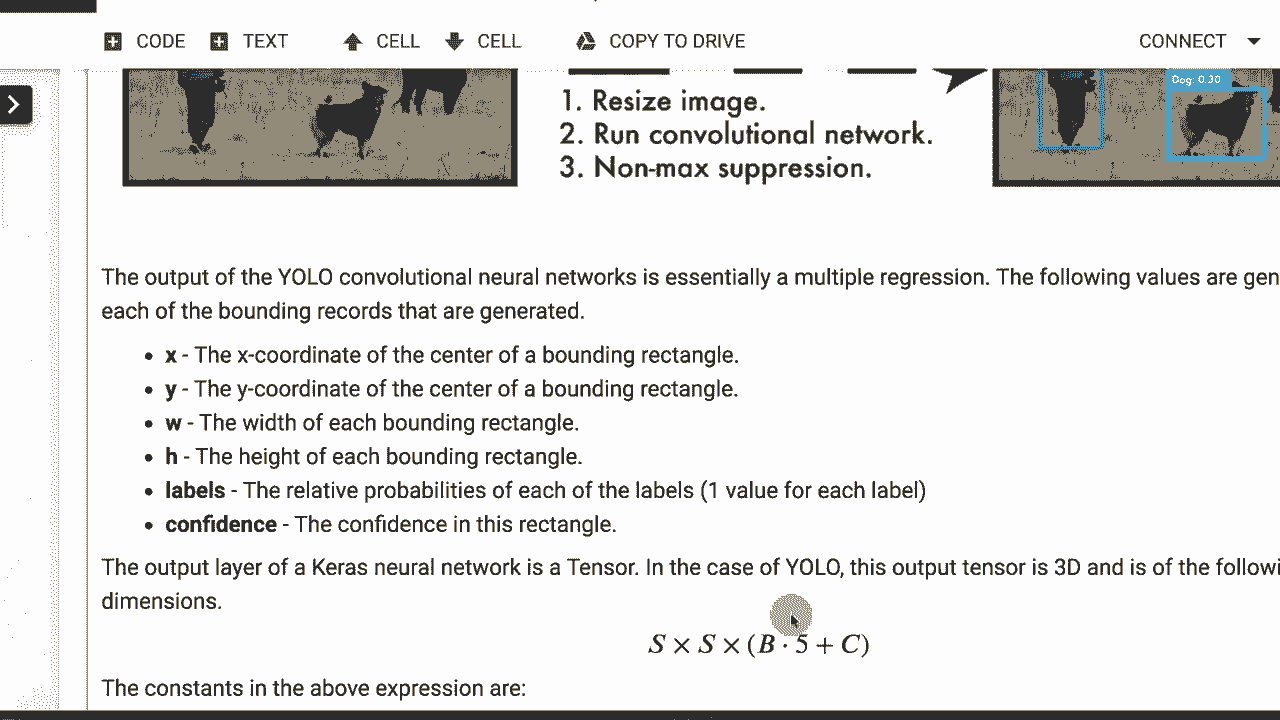 CODE TEXT CELL CELL COPY TO DRIVE CONNECT
Dog: 0.30
1. Resize image.
2. Run convolutional network.
3. Non-max suppression.
The output of the YOLO convolutional neural networks is essentially a multiple regression. The following values are gen
each of the bounding records that are generated.
• x - The x-coordinate of the center of a bounding rectangle.
• y - The y-coordinate of the center of a bounding rectangle.
• w - The width of each bounding rectangle.
• h - The height of each bounding rectangle.
• labels - The relative probabilities of each of the labels (1 value for each label)
• confidence - The confidence in this rectangle.
The output layer of a Keras neural network is a Tensor. In the case of YOLO, this output tensor is 3D and is of the followi
dimensions.
S × S × (B · 5 + C)
The constants in the above expression are: